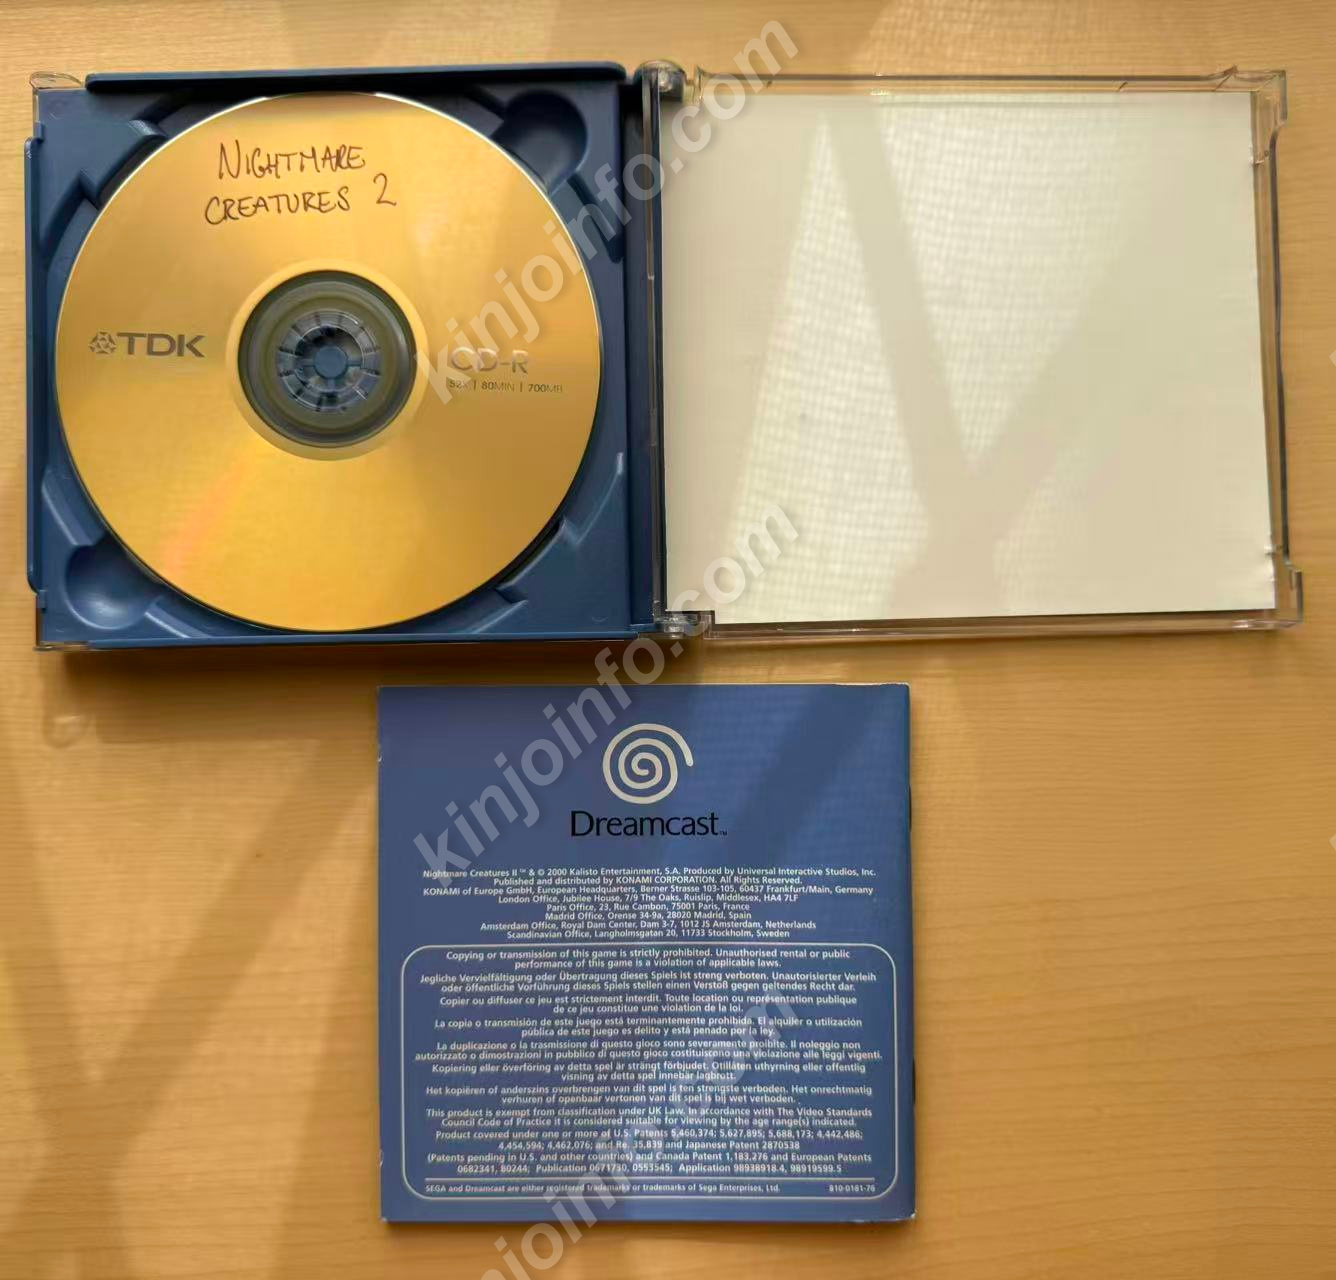 NIGHTMARE
CREATURES 2
TDK
CD-R
52X | 80MIN | 700MB
kinjoinfo.com
kinjoinfo.com
kinjoinfo.com
Dreamcast™
Nightmare Creatures II ™ & © 2000 Kalisto Entertainment, S.A. Produced by Universal Interactive Studios, Inc.
Published and distributed by KONAMI CORPORATION. All Rights Reserved.
KONAMI of Europe GmbH, European Headquarters, Berner Strasse 103-105, 60437 Frankfurt/Main, Germany
London Office, Jubilee House, 7/9 The Oaks, Ruislip, Middlesex, HA4 7LF
Paris Office, 23, Rue Cambon, 75001 Paris, France
Madrid Office, Orense 34-9a, 28020 Madrid, Spain
Amsterdam Office, Royal Dam Center, Dam 3-7, 1012 JS Amsterdam, Netherlands
Scandinavian Office, Langholmsgatan 20, 11733 Stockholm, Sweden
Copying or transmission of this game is strictly prohibited. Unauthorised rental or public
performance of this game is a violation of applicable laws.
Jegliche Vervielfältigung oder Übertragung dieses Spiels ist streng verboten. Unautorisierter Verleih
oder öffentliche Vorführung dieses Spiels stellen einen Verstoß gegen geltendes Recht dar.
Copier ou diffuser ce jeu est strictement interdit. Toute location ou représentation publique
de ce jeu constitue une violation de la loi.
La copia o transmisión de este juego está terminantemente prohibida. El alquiler o utilización
pública de este juego es delito y está penado por la ley.
La duplicazione o la trasmissione di questo gioco sono severamente proibite. Il noleggio non
autorizzato o dimostrazioni in pubblico di questo gioco costituiscono una violazione alle leggi vigenti.
Kopiering eller överföring av detta spel är strängt förbjudet. Otillåten uthyrning eller offentlig
visning av detta spel innebär lagbrott.
Het kopiëren of anderszins overbrengen van dit spel is ten strengste verboden. Het onrechtmatig
verhuren of openbaar vertonen van dit spel is bij wet verboden.
This product is exempt from classification under UK Law. In accordance with The Video Standards
Council Code of Practice it is considered suitable for viewing by the age range(s) indicated.
Product covered under one or more of U.S. Patents 5,460,374; 5,627,895; 5,688,173; 4,442,486;
4,454,594; 4,462,076; and Re. 35,839 and Japanese Patent 2870538
(Patents pending in U.S. and other countries) and Canada Patent 1,183,276 and European Patents
0682341, 80244; Publication 0671730, 0553545; Application 98938918.4, 98919599.5
SEGA and Dreamcast are either registered trademarks or trademarks of Sega Enterprises, Ltd. 810-0181-76